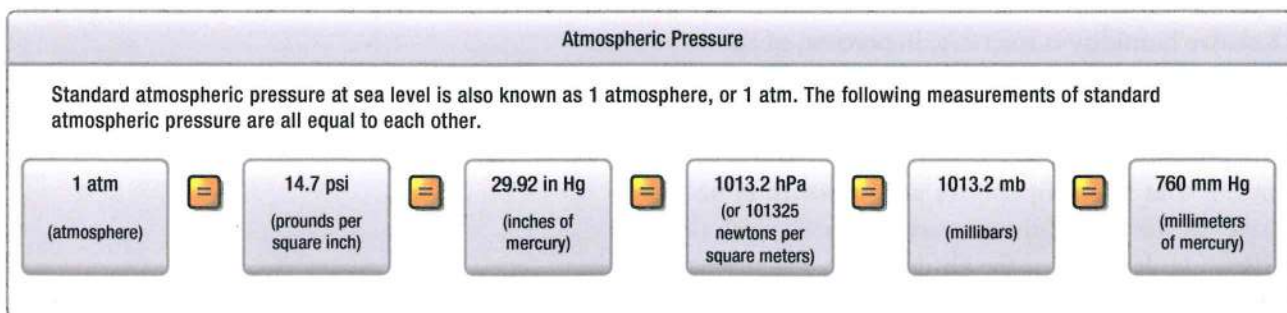 Atmospheric Pressure
Standard atmospheric pressure at sea level is also known as 1 atmosphere, or 1 atm. The following measurements of standard
atmospheric pressure are all equal to each other.
1 atm
(atmosphere)
=
14.7 psi
(prounds per
square inch)
=
29.92 in Hg
(inches of
mercury)
=
1013.2 hPa
(or 101325
newtons per
square meters)
=
1013.2 mb
(millibars)
=
760 mm Hg
(millimeters
of mercury)